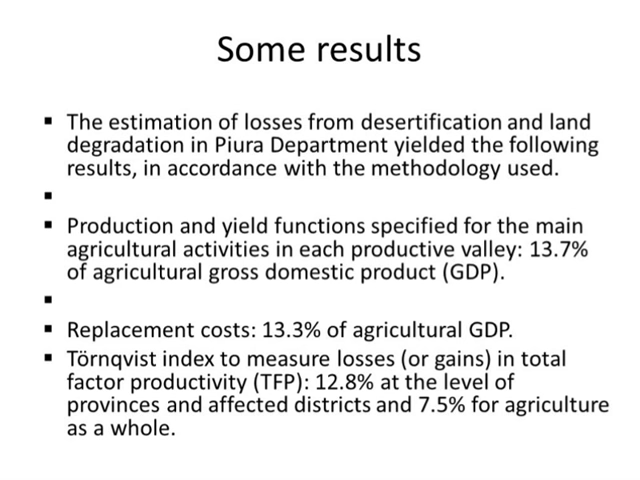 Some results
▪ The estimation of losses from desertification and land
degradation in Piura Department yielded the following
results, in accordance with the methodology used.
▪
▪ Production and yield functions specified for the main
agricultural activities in each productive valley: 13.7%
of agricultural gross domestic product (GDP).
▪
▪ Replacement costs: 13.3% of agricultural GDP.
▪ Törnqvist index to measure losses (or gains) in total
factor productivity (TFP): 12.8% at the level of
provinces and affected districts and 7.5% for agriculture
as a whole.